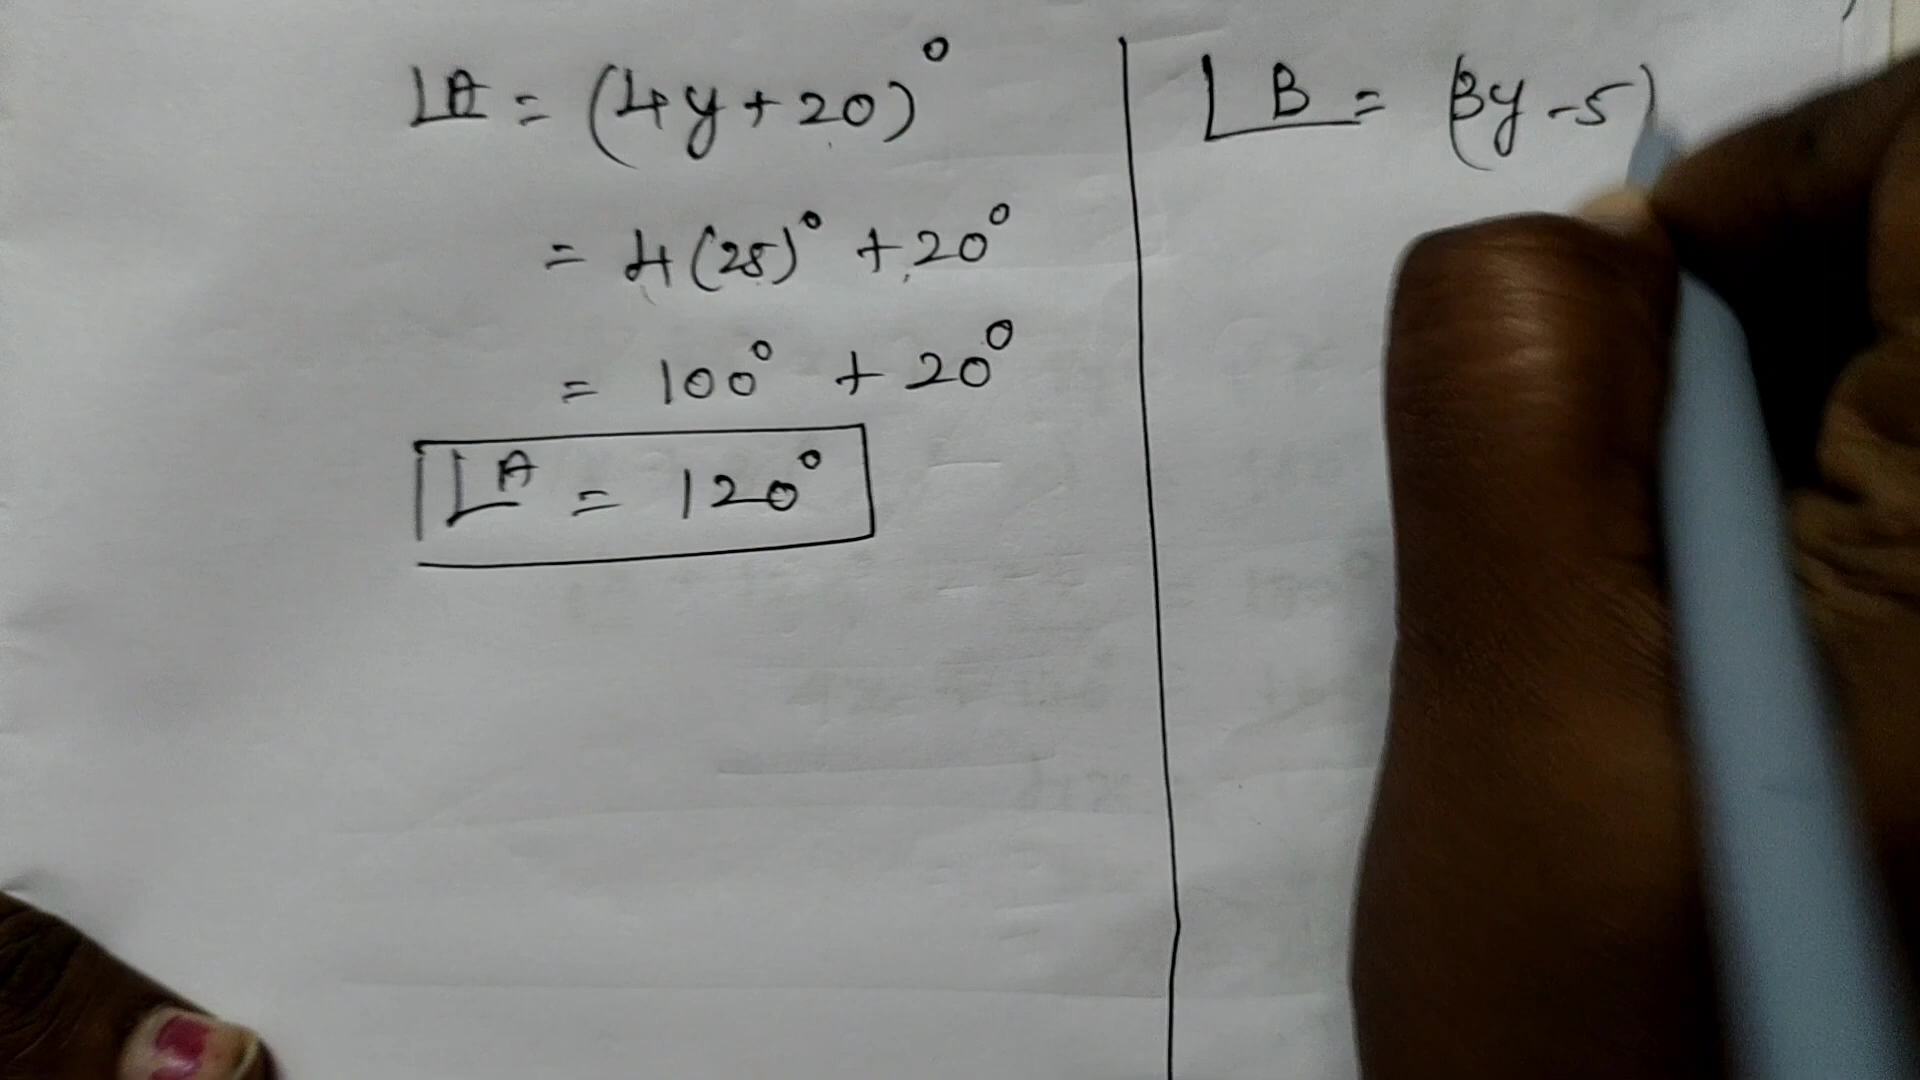 ∠A = (4y+20)°
= 4(25)° + 20°
= 100° + 20°
∠A = 120°
∠B = (3y-5)